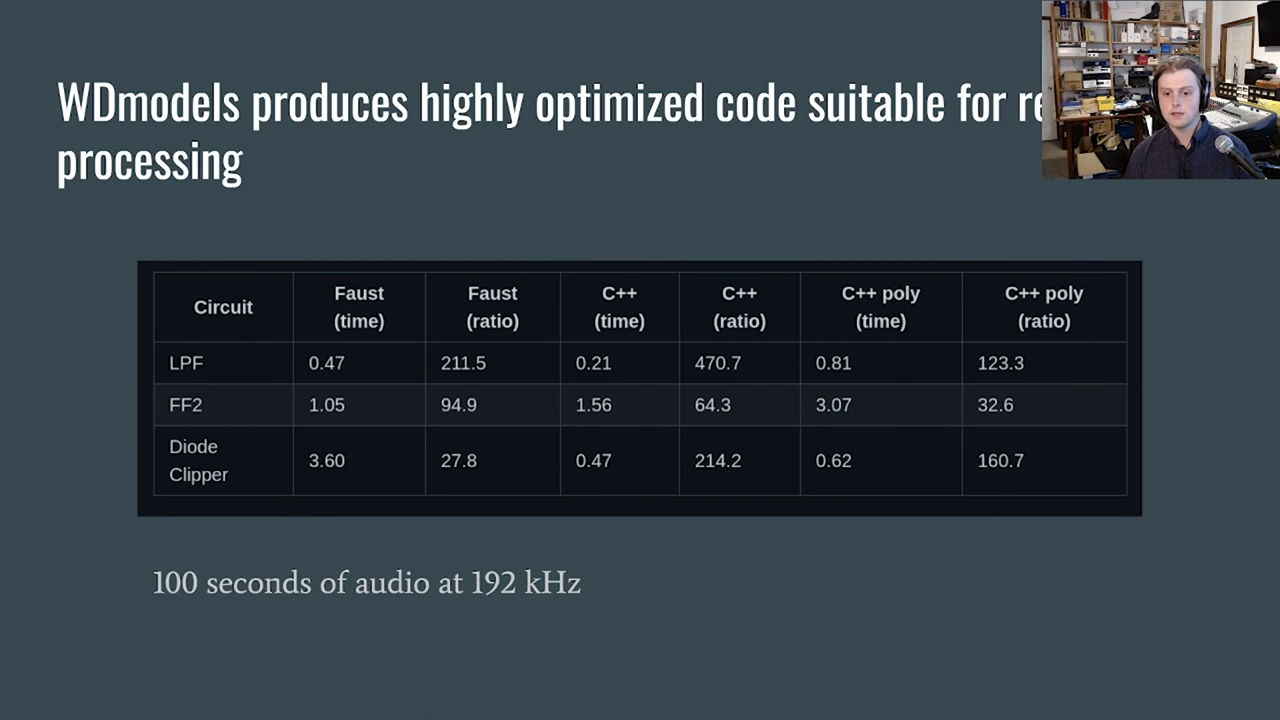 WDmodels produces highly optimized code suitable for
processing
Circuit Faust (time) Faust (ratio) C++ (time) C++ (ratio) C++ poly (time) C++ poly (ratio)
LPF 0.47 211.5 0.21 470.7 0.81 123.3
FF2 1.05 94.9 1.56 64.3 3.07 32.6
Diode Clipper 3.60 27.8 0.47 214.2 0.62 160.7
100 seconds of audio at 192 kHz